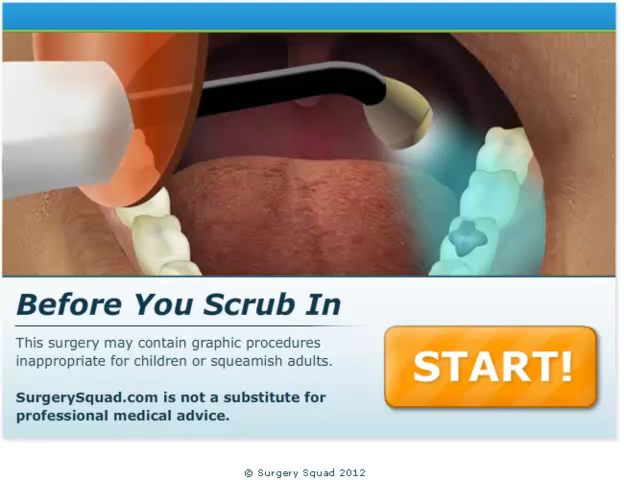 Before You Scrub In
This surgery may contain graphic procedures
inappropriate for children or squeamish adults.
SurgerySquad.com is not a substitute for
professional medical advice.
START!
© Surgery Squad 2012